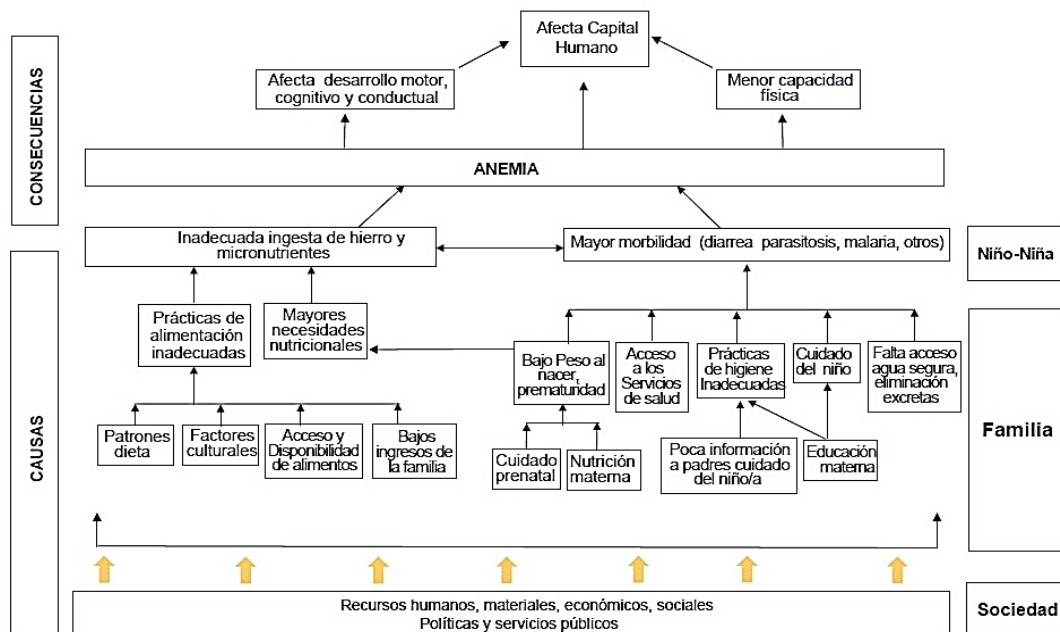 Afecta Capital
Humano
Afecta desarrollo motor,
cognitivo y conductual
Menor capacidad
física
CONSECUENCIAS
ANEMIA
Inadecuada ingesta de hierro y
micronutrientes
Mayor morbilidad (diarrea parasitosis, malaria, otros)
Niño-Niña
CAUSAS
Prácticas de
alimentación
inadecuadas
Mayores
necesidades
nutricionales
Bajo Peso al
nacer, 
prematuridad
Acceso
a los
Servicios
de salud
Prácticas
de higiene
Inadecuadas
Cuidado
del niño
Falta acceso
agua segura,
eliminación
excretas
Familia
Patrones
dieta
Factores
culturales
Acceso y
Disponibilidad
de alimentos
Bajos
ingresos de
la familia
Cuidado
prenatal
Nutrición
materna
Poca información
a padres cuidado
del niño/a
Educación
materna
Recursos humanos, materiales, económicos, sociales
Políticas y servicios públicos
Sociedad